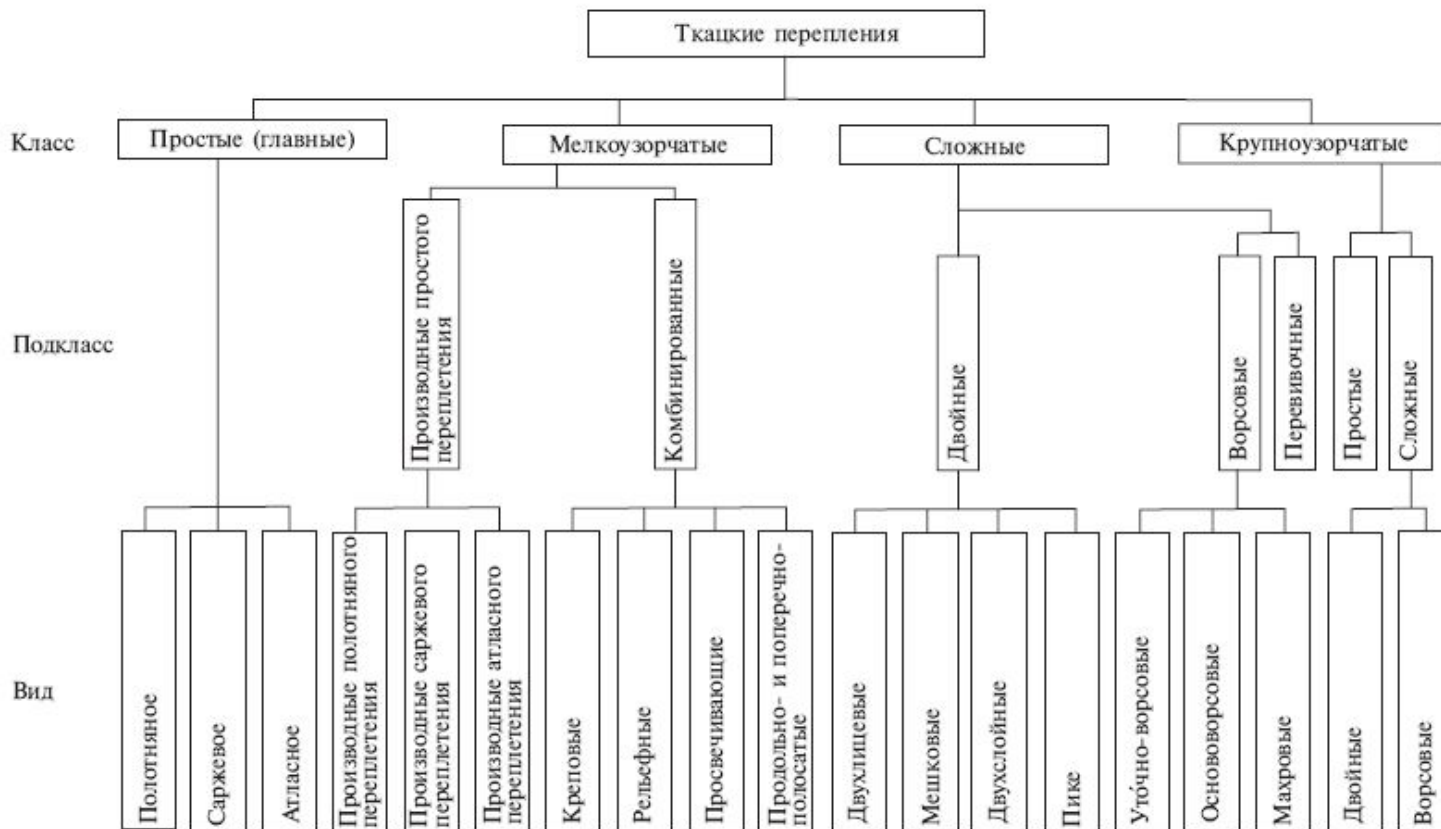 Ткацкие перепления
Класс
Простые (главные)
Мелкоузорчатые
Сложные
Крупноузорчатые
Подкласс
Производные простого
переплетения
Комбинированные
Двойные
Ворсовые
Перевивочные
Простые
Сложные
Вид
Полотняное
Саржевое
Атласное
Производные полотняного
переплетения
Производные саржевого
переплетения
Производные атласного
переплетения
Креповые
Рельефные
Просвечивающие
Продольно- и поперечно-
полосатые
Двухлицевые
Мешковые
Двухслойные
Пике
Уто́чно-ворсовые
Основоворсовые
Махровые
Двойные
Ворсовые